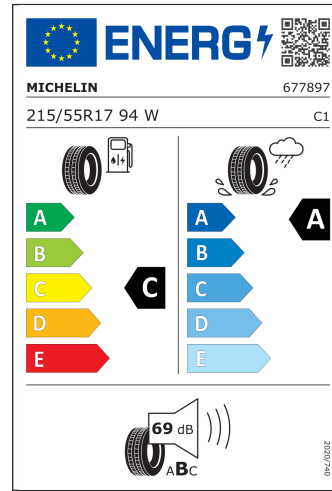 ENERG
MICHELIN 677897
215/55R17 94 W C1
A A A
B B
C C C
D D
E E
69 dB
ABC
2020/740